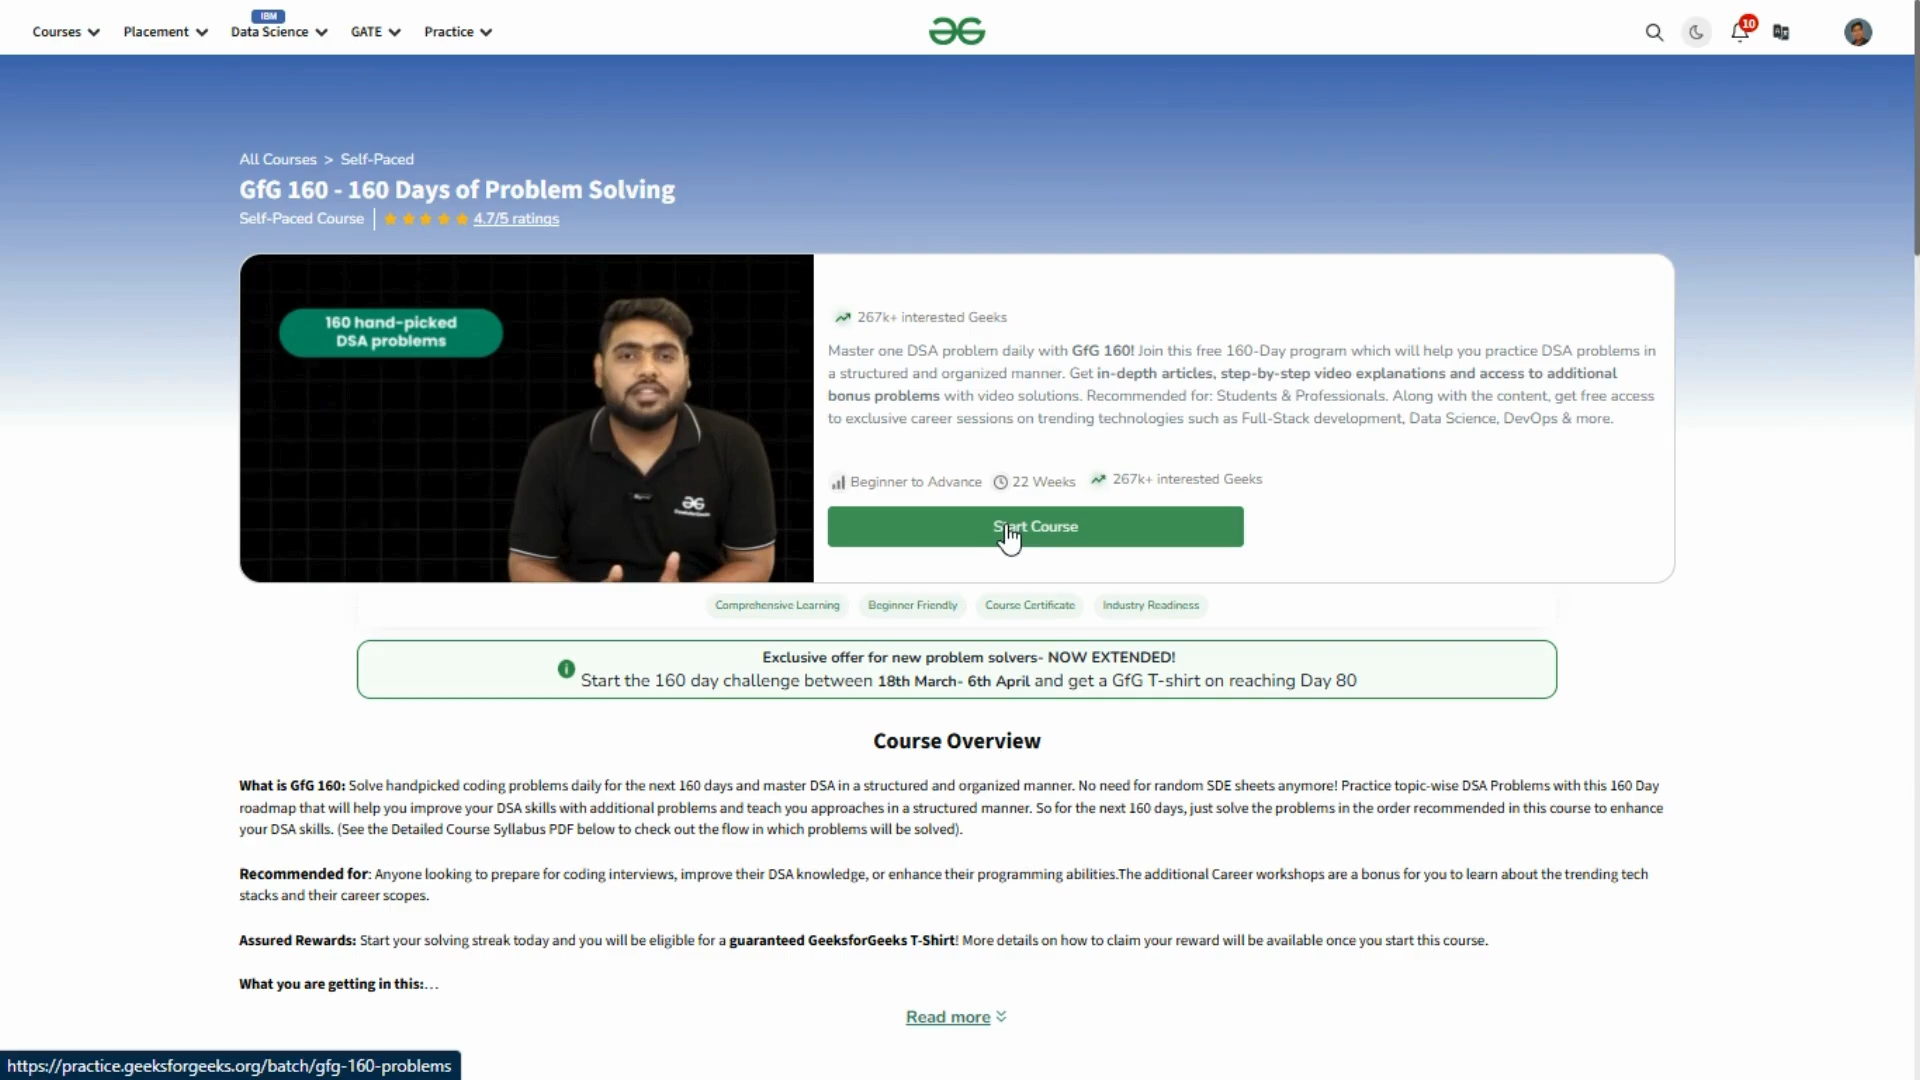 Courses
Placement
IBM
Data Science
GATE
Practice
10
All Courses > Self-Paced
GfG 160 - 160 Days of Problem Solving
Self-Paced Course
4.7/5 ratings
160 hand-picked
DSA problems
267k+ interested Geeks
Master one DSA problem daily with GfG 160! Join this free 160-Day program which will help you practice DSA problems in
a structured and organized manner. Get in-depth articles, step-by-step video explanations and access to additional
bonus problems with video solutions. Recommended for: Students & Professionals. Along with the content, get free access
to exclusive career sessions on trending technologies such as Full-Stack development, Data Science, DevOps & more.
Beginner to Advance
22 Weeks
267k+ interested Geeks
Start Course
Comprehensive Learning
Beginner Friendly
Course Certificate
Industry Readiness
Exclusive offer for new problem solvers- NOW EXTENDED!
Start the 160 day challenge between 18th March- 6th April and get a GfG T-shirt on reaching Day 80
Course Overview
What is GfG 160: Solve handpicked coding problems daily for the next 160 days and master DSA in a structured and organized manner. No need for random SDE sheets anymore! Practice topic-wise DSA Problems with this 160 Day
roadmap that will help you improve your DSA skills with additional problems and teach you approaches in a structured manner. So for the next 160 days, just solve the problems in the order recommended in this course to enhance
your DSA skills. (See the Detailed Course Syllabus PDF below to check out the flow in which problems will be solved).
Recommended for: Anyone looking to prepare for coding interviews, improve their DSA knowledge, or enhance their programming abilities.The additional Career workshops are a bonus for you to learn about the trending tech
stacks and their career scopes.
Assured Rewards: Start your solving streak today and you will be eligible for a guaranteed GeeksforGeeks T-Shirt! More details on how to claim your reward will be available once you start this course.
What you are getting in this:...
Read more
https://practice.geeksforgeeks.org/batch/gfg-160-problems